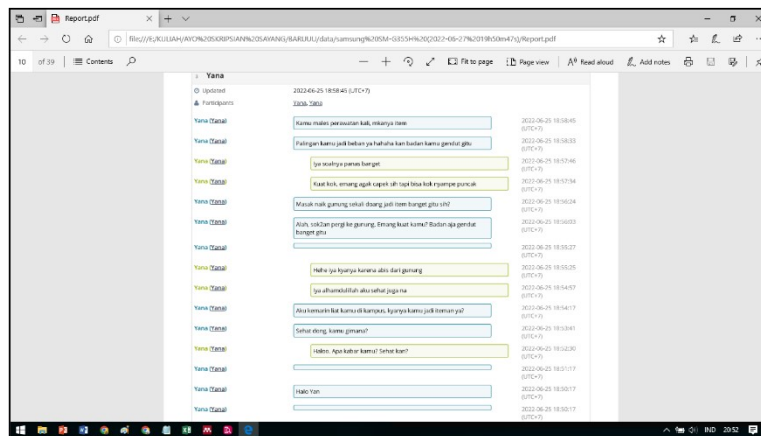 Report.pdf
file:///E:/KULIAH/AYO%20SKRIPSIAN%20SAYANG/BARUUU/data/samsung%20SM-G355H%20(2022-06-27%2019h50m47s)/Report.pdf
10 of 39 Contents Fit to page Page view Read aloud Add notes
Yana
Updated 2022-06-25 18:58:45 (UTC+7)
Participants Yana, Yana
Yana (Yana) Kamu males perawatan kali, mkanya item 2022-06-25 18:58:45 (UTC+7)
Yana (Yana) Palingan kamu jadi beban ya hahaha kan badan kamu gendut gitu 2022-06-25 18:58:33 (UTC+7)
Yana (Yana) Iya soalnya panas banget 2022-06-25 18:57:46 (UTC+7)
Yana (Yana) Kuat kok, emang agak capek sih tapi bisa kok nyampe puncak 2022-06-25 18:57:34 (UTC+7)
Yana (Yana) Masak naik gunung sekali doang jadi item banget gitu sih? 2022-06-25 18:56:24 (UTC+7)
Yana (Yana) Alah, sok2an pergi ke gunung. Emang kuat kamu? Badan aja gendut banget gitu 2022-06-25 18:56:03 (UTC+7)
Yana (Yana) 2022-06-25 18:55:27 (UTC+7)
Yana (Yana) Hehe iya kyanya karena abis dari gunung 2022-06-25 18:55:25 (UTC+7)
Yana (Yana) Iya alhamdulillah aku sehat juga na 2022-06-25 18:54:57 (UTC+7)
Yana (Yana) Aku kemarin liat kamu di kampus, kyanya kamu jadi iteman ya? 2022-06-25 18:54:17 (UTC+7)
Yana (Yana) Sehat dong, kamu gimana? 2022-06-25 18:53:41 (UTC+7)
Yana (Yana) Haloo. Apa kabar kamu? Sehat kan? 2022-06-25 18:52:30 (UTC+7)
Yana (Yana) 2022-06-25 18:51:17 (UTC+7)
Yana (Yana) Halo Yan 2022-06-25 18:50:17 (UTC+7)
Yana (Yana) 2022-06-25 18:50:17 (UTC+7)
IND 20:52